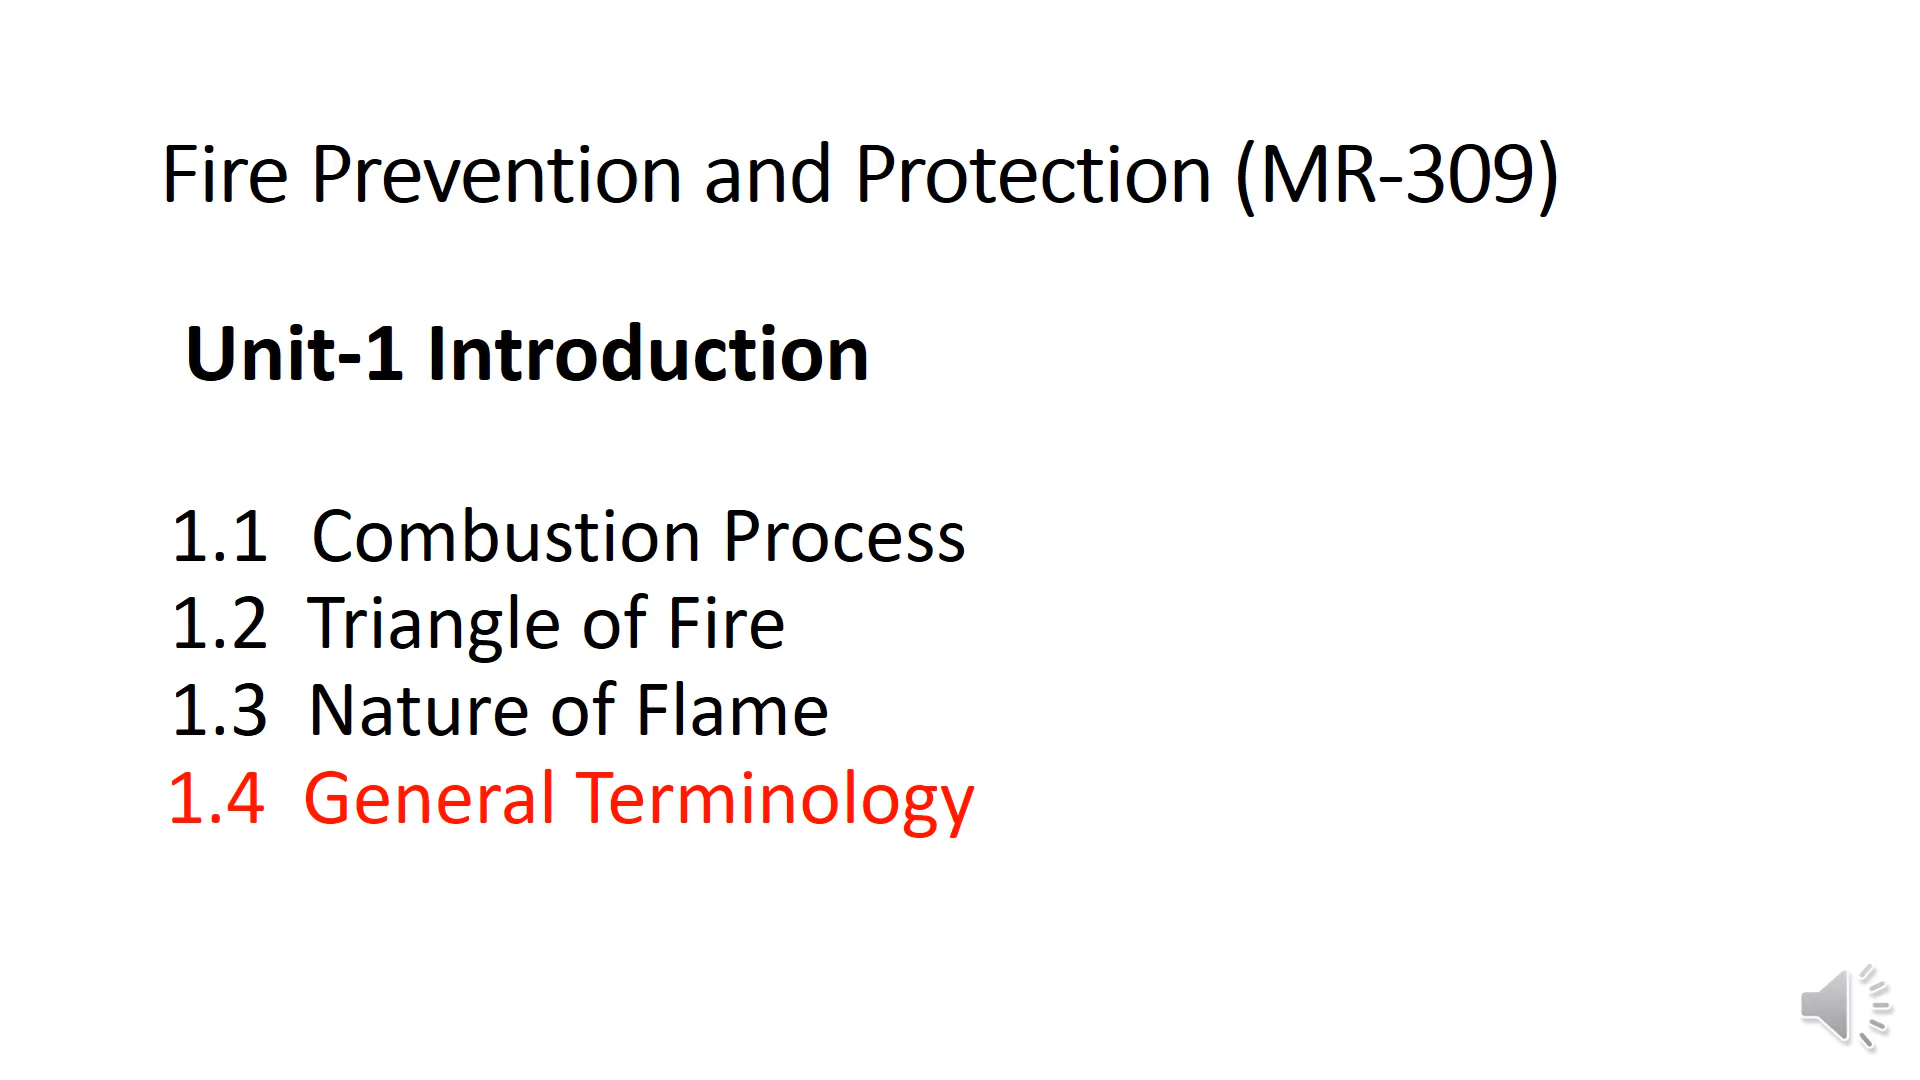 Fire Prevention and Protection (MR-309)
Unit-1 Introduction
1.1 Combustion Process
1.2 Triangle of Fire
1.3 Nature of Flame
1.4 General Terminology